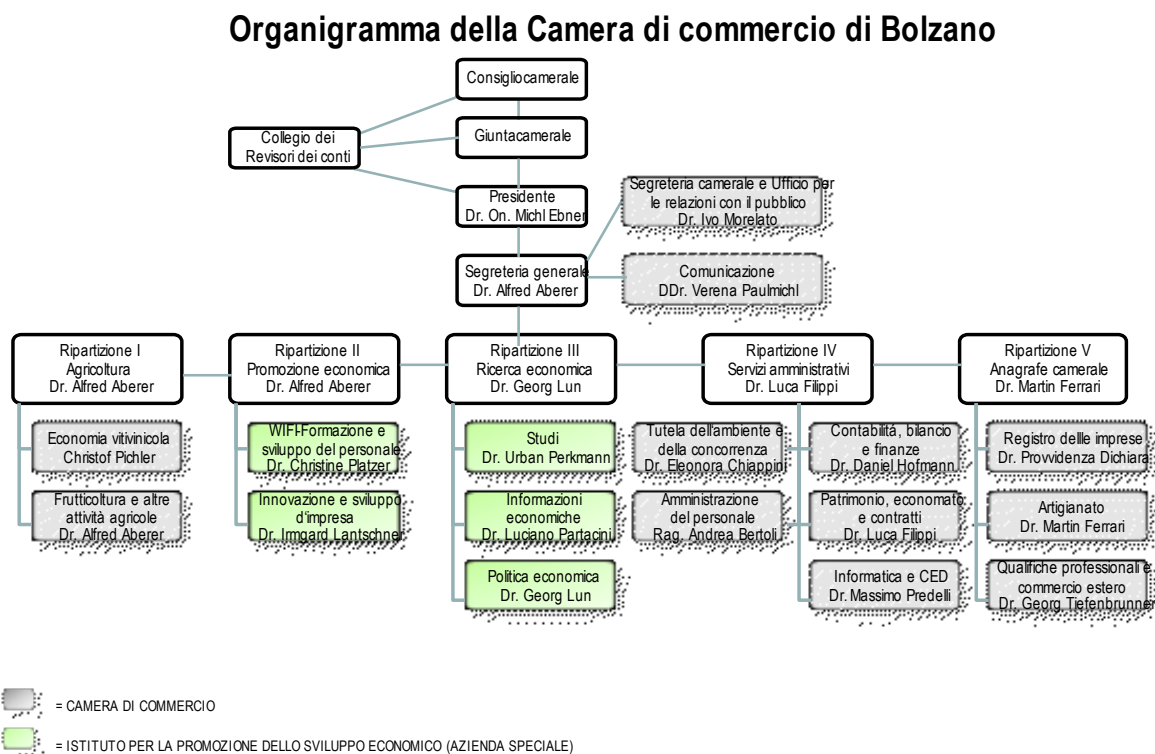 Organigramma della Camera di commercio di Bolzano
Consigliocamerale
Collegio dei
Revisori dei conti
Giuntacamerale
Presidente
Dr. On. Michl Ebner
Segreteria camerale e Ufficio per
le relazioni con il pubblico
Dr. Ivo Morelato
Segreteria generale
Dr. Alfred Aberer
Comunicazione
DDr. Verena Paulmichl
Ripartizione I
Agricoltura
Dr. Alfred Aberer
Ripartizione II
Promozione economica
Dr. Alfred Aberer
Ripartizione III
Ricerca economica
Dr. Georg Lun
Ripartizione IV
Servizi amministrativi
Dr. Luca Filippi
Ripartizione V
Anagrafe camerale
Dr. Martin Ferrari
Economia vitivinicola
Christof Pichler
Frutticoltura e altre
attività agricole
Dr. Alfred Aberer
WIFI-Formazione e
sviluppo del personale
Dr. Christine Platzer
Innovazione e sviluppo
d'impresa
Dr. Irmgard Lantschner
Studi
Dr. Urban Perkmann
Informazioni
economiche
Dr. Luciano Partacini
Politica economica
Dr. Georg Lun
Tutela dell'ambiente e
della concorrenza
Dr. Eleonora Chiappini
Amministrazione
del personale
Rag. Andrea Bertoli
Contabilitá, bilancio
e finanze
Dr. Daniel Hofmann
Patrimonio, economato
e contratti
Dr. Luca Filippi
Informatica e CED
Dr. Massimo Predelli
Registro dellle imprese
Dr. Provvidenza Dichiara
Artigianato
Dr. Martin Ferrari
Qualifiche professionali e
commercio estero
Dr. Georg Tiefenbrunner
= CAMERA DI COMMERCIO
= ISTITUTO PER LA PROMOZIONE DELLO SVILUPPO ECONOMICO (AZIENDA SPECIALE)